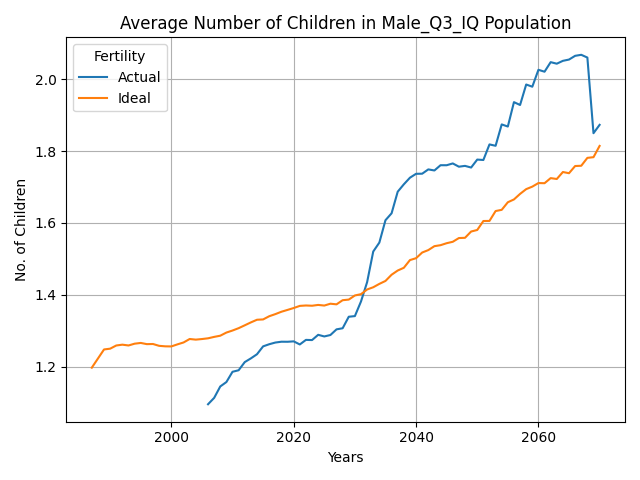 Average Number of Children in Male_Q3_IQ Population
Fertility
Actual
Ideal
No. of Children
2.0
1.8
1.6
1.4
1.2
2000 2020 2040 2060
Years